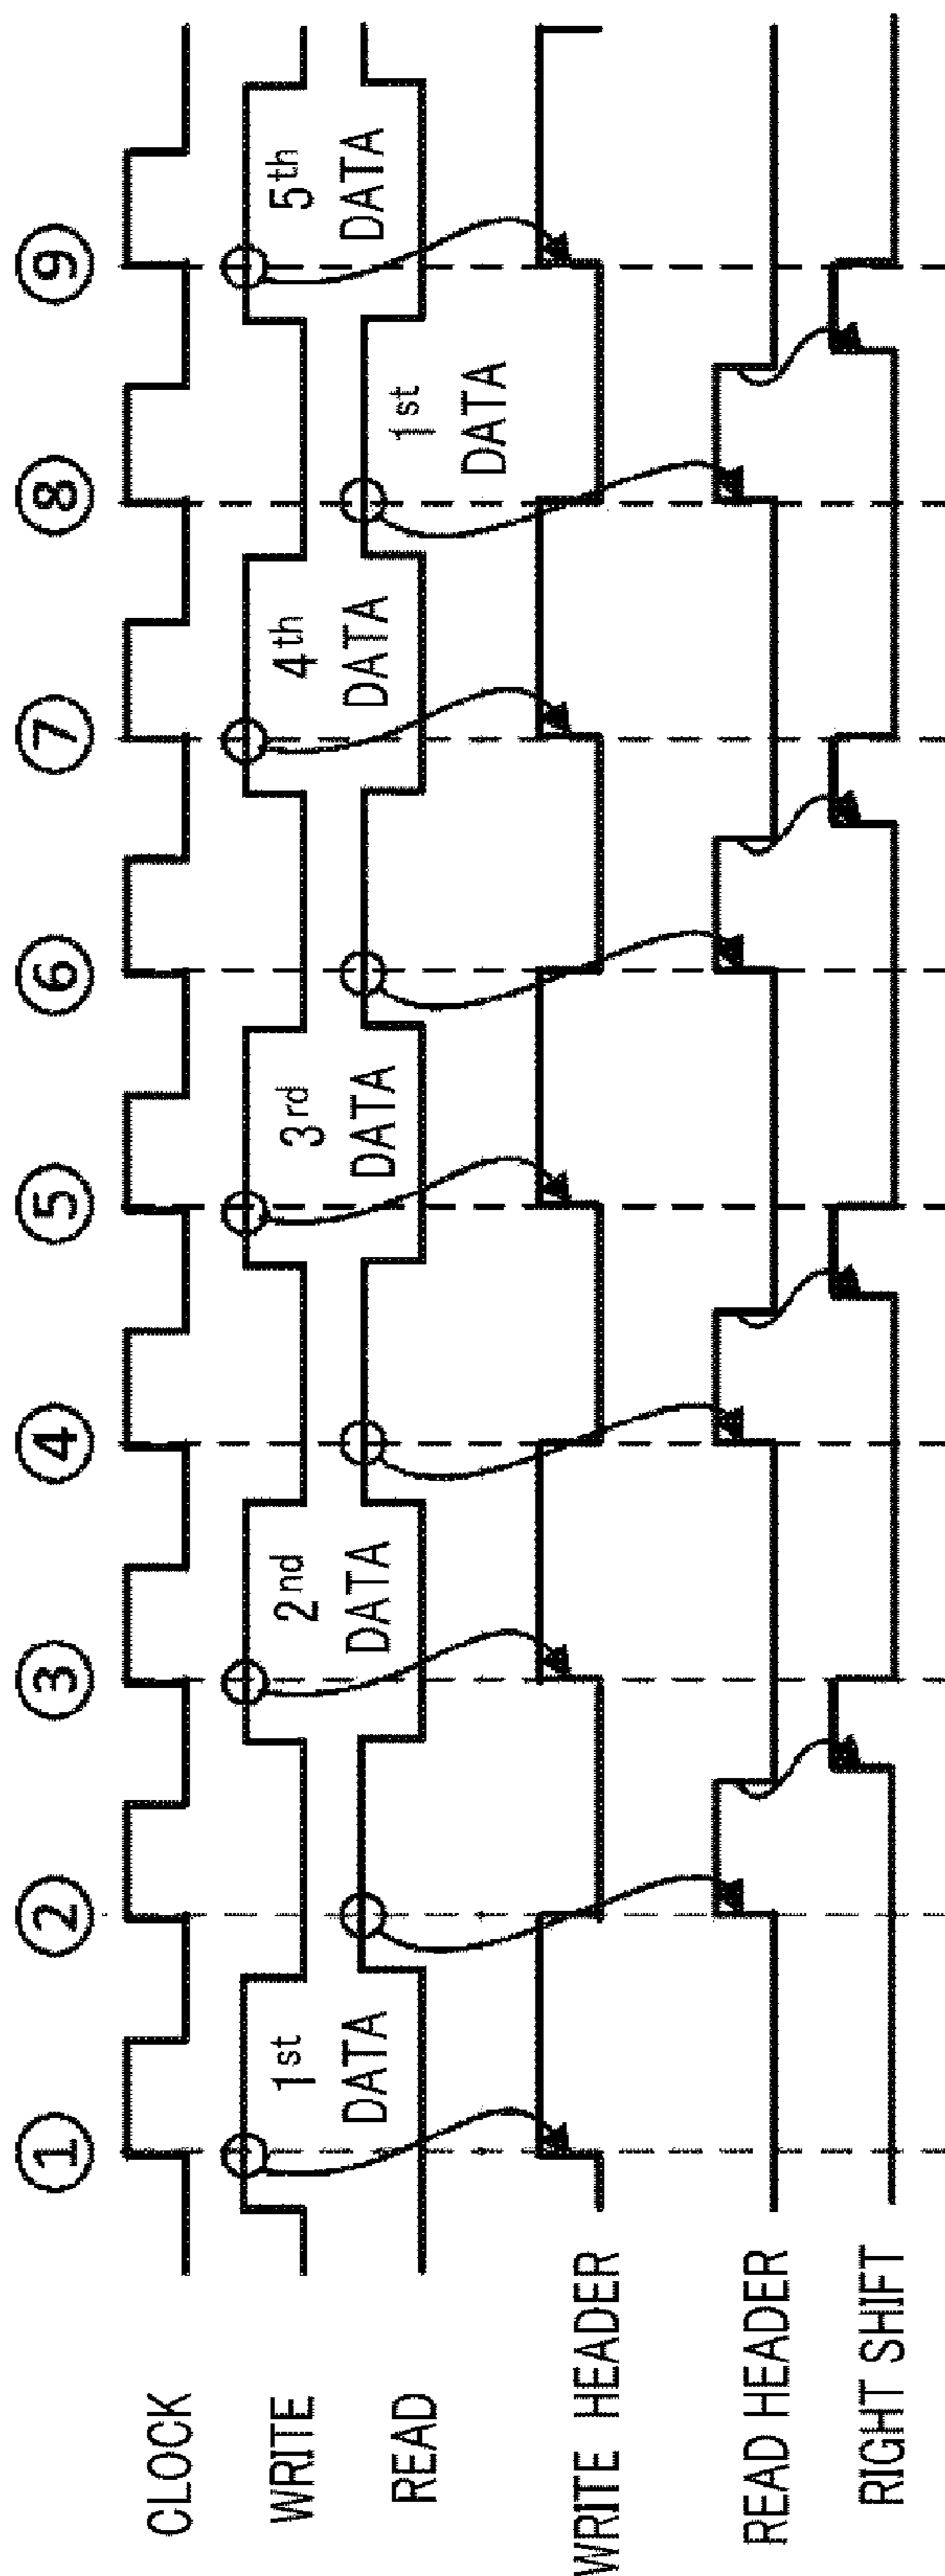 ① ② ③ ④ ⑤ ⑥ ⑦ ⑧ ⑨
CLOCK
WRITE
1st
DATA
2nd
DATA
3rd
DATA
4th
DATA
5th
DATA
READ
1st
DATA
WRITE HEADER
READ HEADER
RIGHT SHIFT